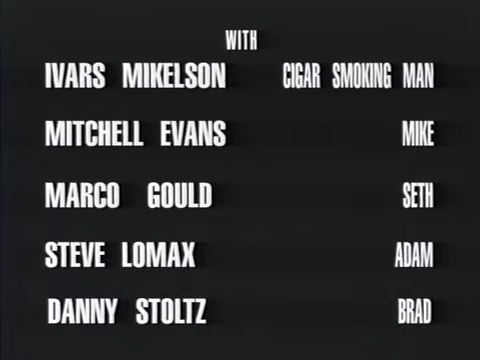 WITH
IVARS MIKELSON CIGAR SMOKING MAN
MITCHELL EVANS MIKE
MARCO GOULD SETH
STEVE LOMAX ADAM
DANNY STOLTZ BRAD